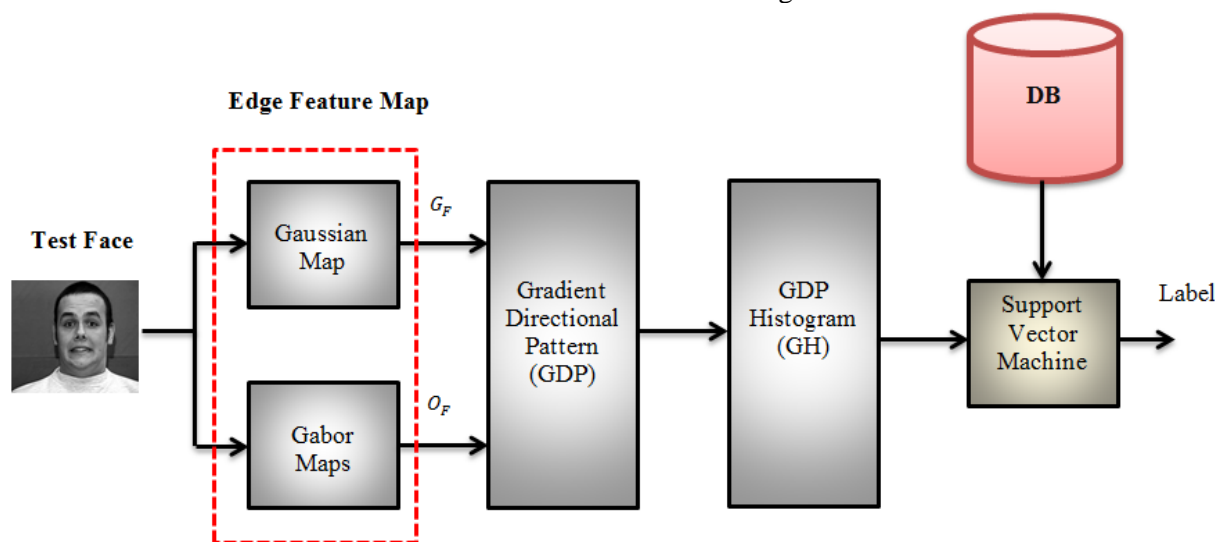 Edge Feature Map
DB
Test Face
Gaussian
Map
G_F
Gabor
Maps
O_F
Gradient
Directional
Pattern
(GDP)
GDP
Histogram
(GH)
Support
Vector
Machine
Label